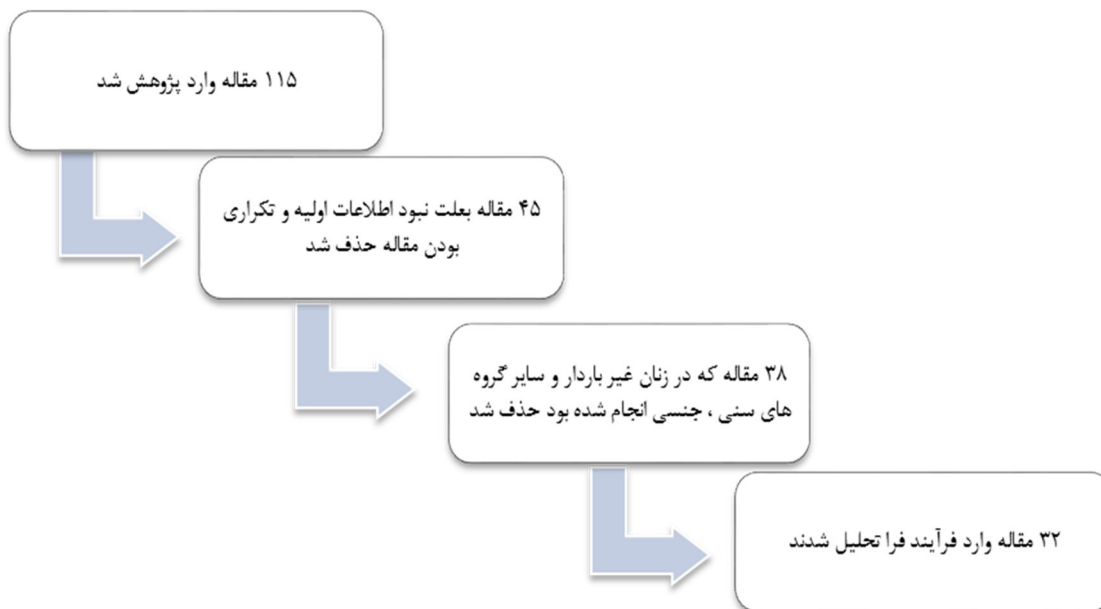 ۱۱۵ مقاله وارد پژوهش شد
۴۵ مقاله بعلت نبود اطلاعات اولیه و تکراری
بودن مقاله حذف شد
۳۸ مقاله که در زنان غیر باردار و سایر گروه
های سنی ، جنسی انجام شده بود حذف شد
۳۲ مقاله وارد فرآیند فرا تحلیل شدند